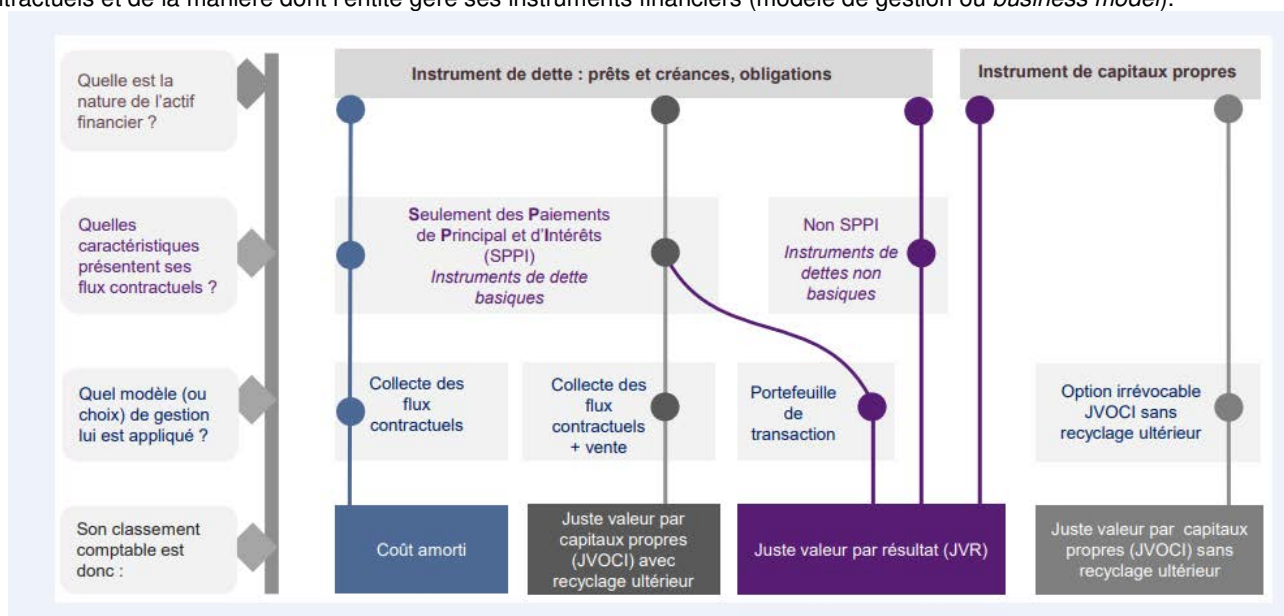 ntractuels et de la manière dont l'entité gère ses instruments financiers (modèle de gestion ou business model).
Quelle est la
nature de l'actif
financier ?
Instrument de dette : prêts et créances, obligations
Instrument de capitaux propres
Quelles
caractéristiques
présentent ses
flux contractuels ?
Seulement des Paiements
de Principal et d'Intérêts
(SPPI)
Instruments de dette
basiques
Non SPPI
Instruments de
dettes non
basiques
Quel modèle (ou
choix) de gestion
lui est appliqué ?
Collecte des
flux
contractuels
Collecte des
flux
contractuels
+ vente
Portefeuille
de
transaction
Option irrévocable
JVOCI sans
recyclage ultérieur
Son classement
comptable est
donc :
Coût amorti
Juste valeur par
capitaux propres
(JVOCI) avec
recyclage ultérieur
Juste valeur par résultat (JVR)
Juste valeur par capitaux
propres (JVOCI) sans
recyclage ultérieur